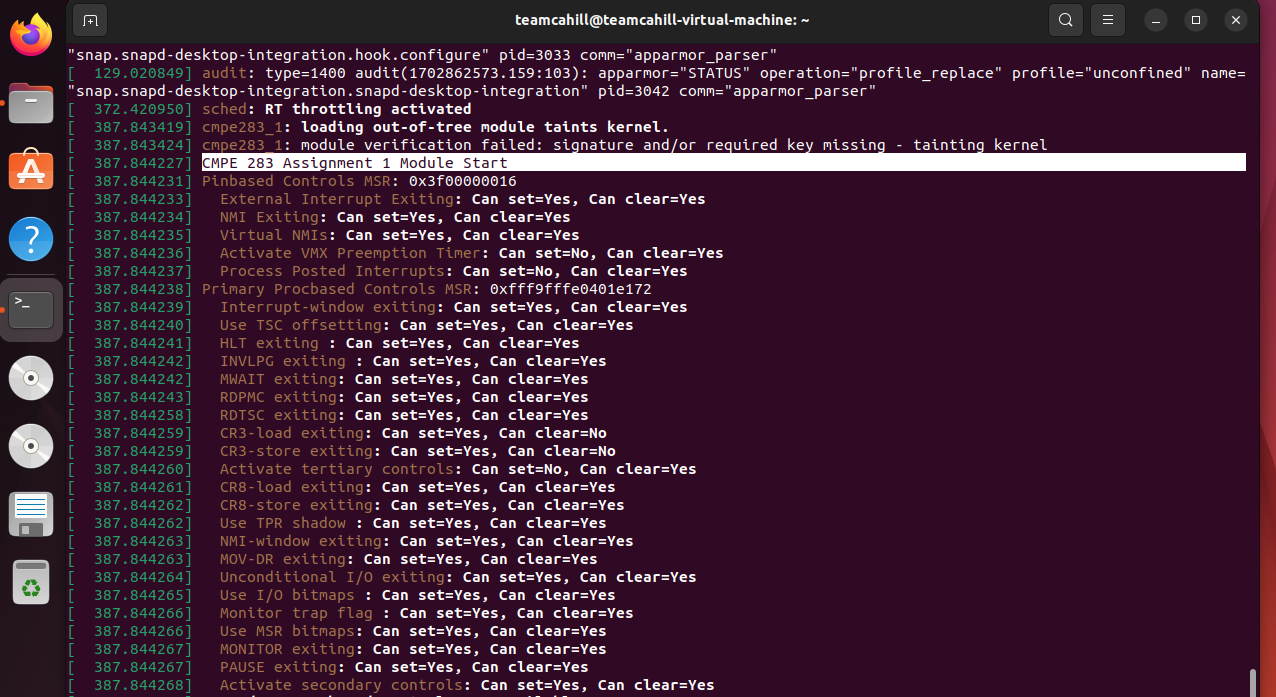 teamcahill@teamcahill-virtual-machine: ~
"snap.snapd-desktop-integration.hook.configure" pid=3033 comm="apparmor_parser"
[  129.020849] audit: type=1400 audit(1702862573.159:103): apparmor="STATUS" operation="profile_replace" profile="unconfined" name=
"snap.snapd-desktop-integration.snapd-desktop-integration" pid=3042 comm="apparmor_parser"
[  372.420950] sched: RT throttling activated
[  387.843419] cmpe283_1: loading out-of-tree module taints kernel.
[  387.843424] cmpe283_1: module verification failed: signature and/or required key missing - tainting kernel
[  387.844227] CMPE 283 Assignment 1 Module Start
[  387.844231] Pinbased Controls MSR: 0x3f00000016
[  387.844233]   External Interrupt Exiting: Can set=Yes, Can clear=Yes
[  387.844234]   NMI Exiting: Can set=Yes, Can clear=Yes
[  387.844235]   Virtual NMIs: Can set=Yes, Can clear=Yes
[  387.844236]   Activate VMX Preemption Timer: Can set=No, Can clear=Yes
[  387.844237]   Process Posted Interrupts: Can set=No, Can clear=Yes
[  387.844238] Primary Procbased Controls MSR: 0xfff9fffe0401e172
[  387.844239]   Interrupt-window exiting: Can set=Yes, Can clear=Yes
[  387.844240]   Use TSC offsetting: Can set=Yes, Can clear=Yes
[  387.844241]   HLT exiting : Can set=Yes, Can clear=Yes
[  387.844242]   INVLPG exiting : Can set=Yes, Can clear=Yes
[  387.844242]   MWAIT exiting: Can set=Yes, Can clear=Yes
[  387.844243]   RDPMC exiting: Can set=Yes, Can clear=Yes
[  387.844258]   RDTSC exiting: Can set=Yes, Can clear=Yes
[  387.844259]   CR3-load exiting: Can set=Yes, Can clear=No
[  387.844259]   CR3-store exiting: Can set=Yes, Can clear=No
[  387.844260]   Activate tertiary controls: Can set=No, Can clear=Yes
[  387.844261]   CR8-load exiting: Can set=Yes, Can clear=Yes
[  387.844262]   CR8-store exiting: Can set=Yes, Can clear=Yes
[  387.844262]   Use TPR shadow : Can set=Yes, Can clear=Yes
[  387.844263]   NMI-window exiting: Can set=Yes, Can clear=Yes
[  387.844263]   MOV-DR exiting: Can set=Yes, Can clear=Yes
[  387.844264]   Unconditional I/O exiting: Can set=Yes, Can clear=Yes
[  387.844265]   Use I/O bitmaps : Can set=Yes, Can clear=Yes
[  387.844266]   Monitor trap flag : Can set=Yes, Can clear=Yes
[  387.844266]   Use MSR bitmaps: Can set=Yes, Can clear=Yes
[  387.844267]   MONITOR exiting: Can set=Yes, Can clear=Yes
[  387.844267]   PAUSE exiting: Can set=Yes, Can clear=Yes
[  387.844268]   Activate secondary controls: Can set=Yes, Can clear=Yes